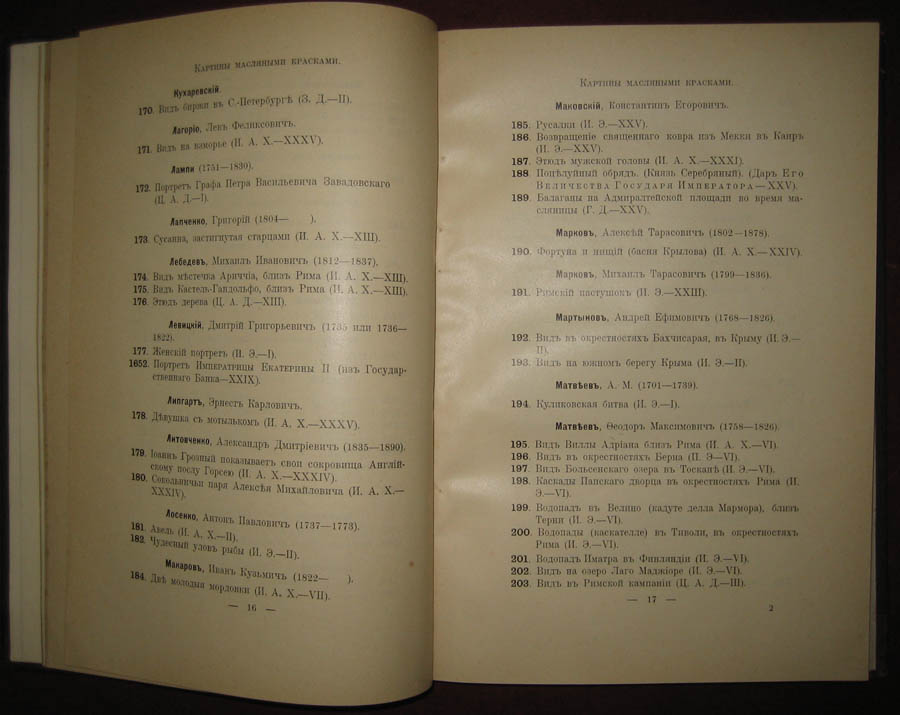 Картины масляными красками.
Кухаревскій.
170. Видъ биржи въ С.-Петербургѣ (З. Д.—II).
Лагоріо, Левъ Феликсовичъ.
171. Видъ на взморье (И. А. Х.—XXXV).
Лампи (1751—1830).
172. Портретъ Графа Петра Васильевича Завадовскаго
(Ц. А. Д.—I).
Лапченко, Григорій (1804— ).
173. Сусанна, застигнутая старцами (И. А. Х.—XIII).
Лебедевъ, Михаилъ Ивановичъ (1812—1837).
174. Видъ мѣстечка Ариччіа, близъ Рима (И. А. Х.—XIII).
175. Видъ Кастель-Гандольфо, близъ Рима (И. А. Х.—XIII).
176. Этюдъ дерева (Ц. А. Д.—XIII).
Левицкій, Дмитрій Григорьевичъ (1735 или 1736—
1822).
177. Женскій портретъ (И. Э.—I).
1652. Портретъ Императрицы Екатерины II (изъ Государ-
ственнаго Банка—XXIX).
Липгартъ, Эрнестъ Карловичъ.
178. Дѣвушка съ мотылькомъ (И. А. Х.—XXXV).
Литовченко, Александръ Дмитріевичъ (1835—1890).
179. Іоаннъ Грозный показываетъ свои сокровища Англій-
скому послу Горсею (И. А. Х.—XXXIV).
180. Сокольничьи царя Алексѣя Михайловича (И. А. Х.—
XXXIV).
Лосенко, Антонъ Павловичъ (1737—1773).
181. Авель (И. А. Х.—II).
182. Чудесный уловъ рыбы (И. Э.—II).
Макаровъ, Иванъ Кузьмичъ (1822— ).
184. Двѣ молодыя мордовки (И. А. Х.—VII).
— 16 —
Картины масляными красками.
Маковскій, Константинъ Егоровичъ.
185. Русалки (И. Э.—XXV).
186. Возвращеніе священнаго ковра изъ Мекки въ Каиръ
(И. Э.—XXV).
187. Этюдъ мужской головы (И. А. Х.—XXXI).
188. Поцѣлуйный обрядъ. (Князь Серебряный). (Даръ Его
Величества Государя Императора—XXV).
189. Балаганы на Адмиралтейской площади во время ма-
сляницы (Г. Д.—XXV).
Марковъ, Алексѣй Тарасовичъ (1802—1878).
190. Фортуна и нищій (басня Крылова) (И. А. Х.—XXIV).
Марковъ, Михаилъ Тарасовичъ (1799—1836).
191. Римскій пастушокъ (И. Э.—XXIII).
Мартыновъ, Андрей Ефимовичъ (1768—1826).
192. Видъ въ окрестностяхъ Бахчисарая, въ Крыму (И. Э.—
II).
193. Видъ на южномъ берегу Крыма (И. Э.—II).
Матвѣевъ, А. М. (1701—1739).
194. Куликовская битва (И. Э.—I).
Матвѣевъ, Ѳеодоръ Максимовичъ (1758—1826).
195. Видъ Виллы Адріана близъ Рима (И. А. Х.—VI).
196. Видъ въ окрестностяхъ Берна (И. Э—VI).
197. Видъ Больсенскаго озера въ Тосканѣ (И. Э.—VI).
198. Каскады Папскаго дворца въ окрестностяхъ Рима (И.
Э.—VI).
199. Водопадъ въ Велино (кадуте делла Мармора), близъ
Терни (И. Э.—VI).
200. Водопады (каскателле) въ Тиволи, въ окрестностяхъ
Рима (И. Э.—VI).
201. Водопадъ Иматра въ Финляндіи (И. Э.—VI).
202. Видъ на озеро Лаго Маджіоре (И. Э.—VI).
203. Видъ въ Римской кампаніи (Ц. А. Д.—III).
— 17 —
2